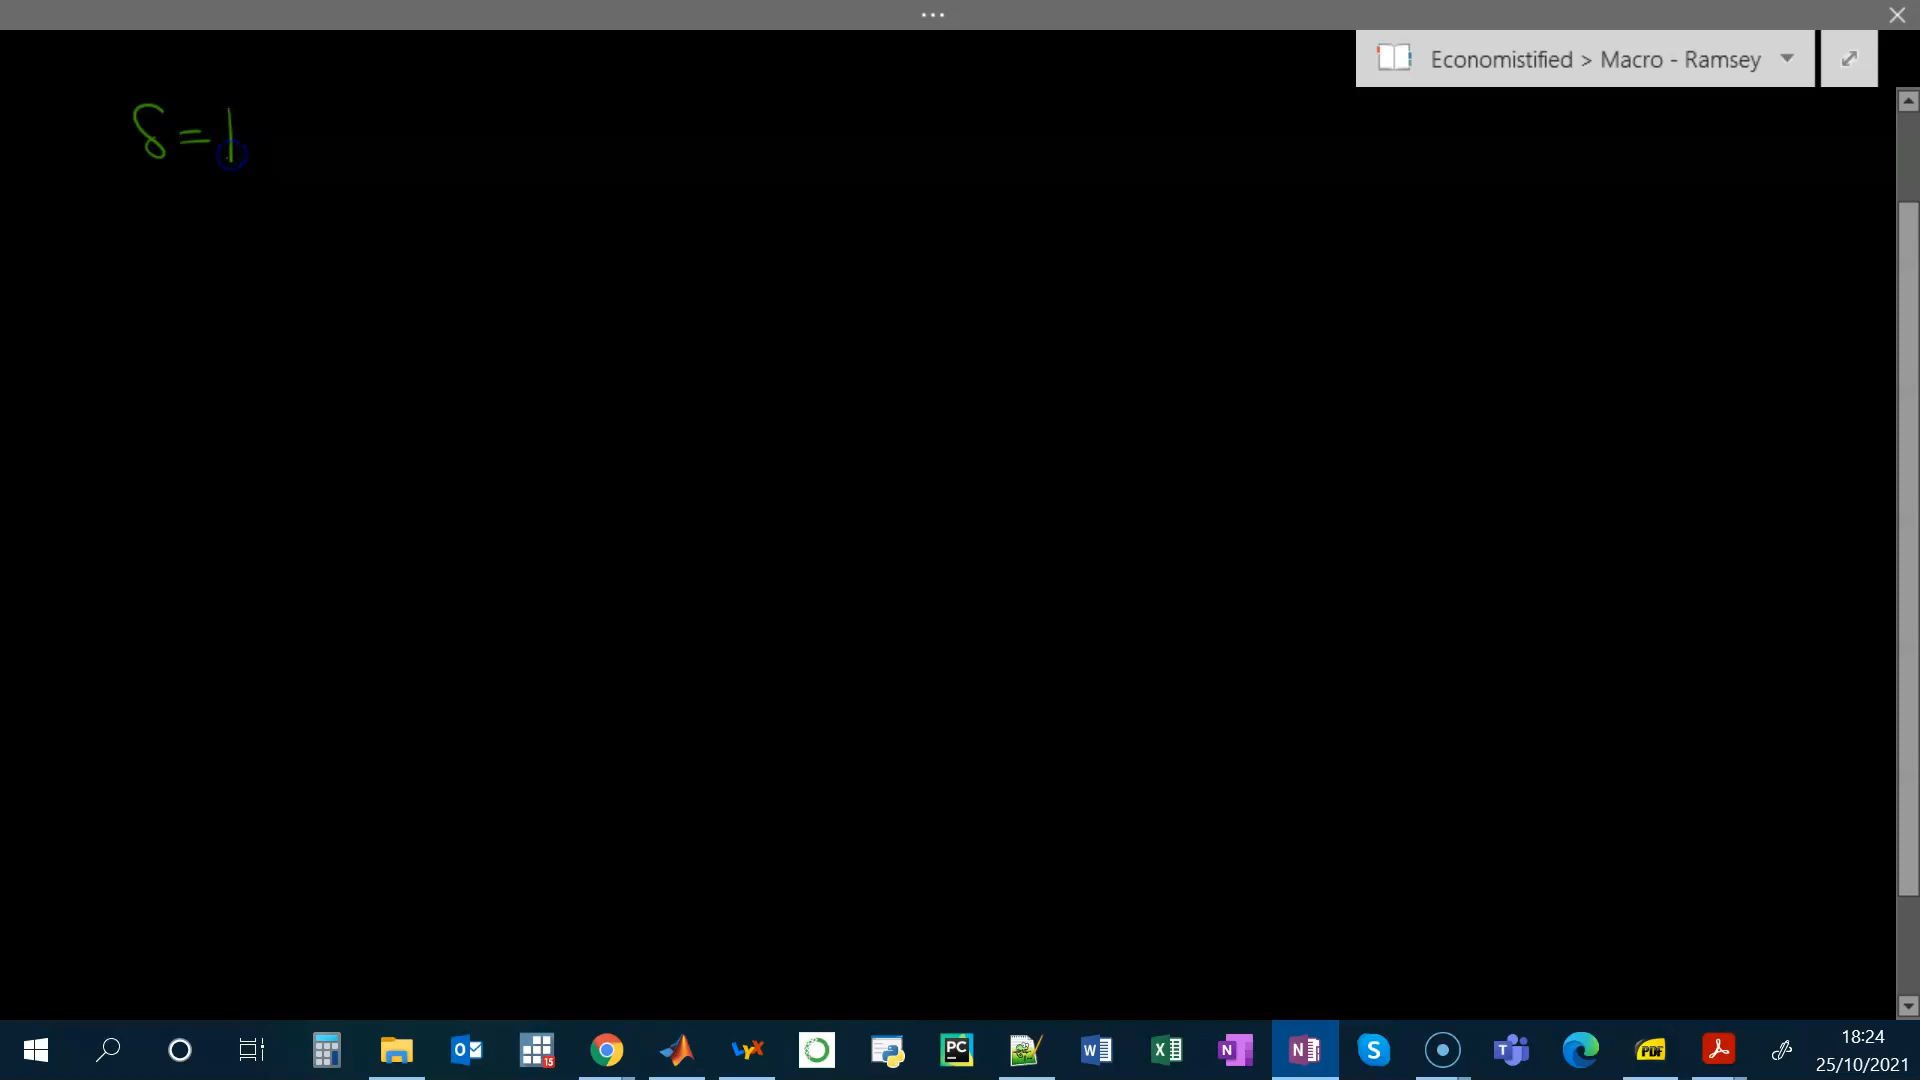 Economistified > Macro - Ramsey
δ = 1
18:24
25/10/2021